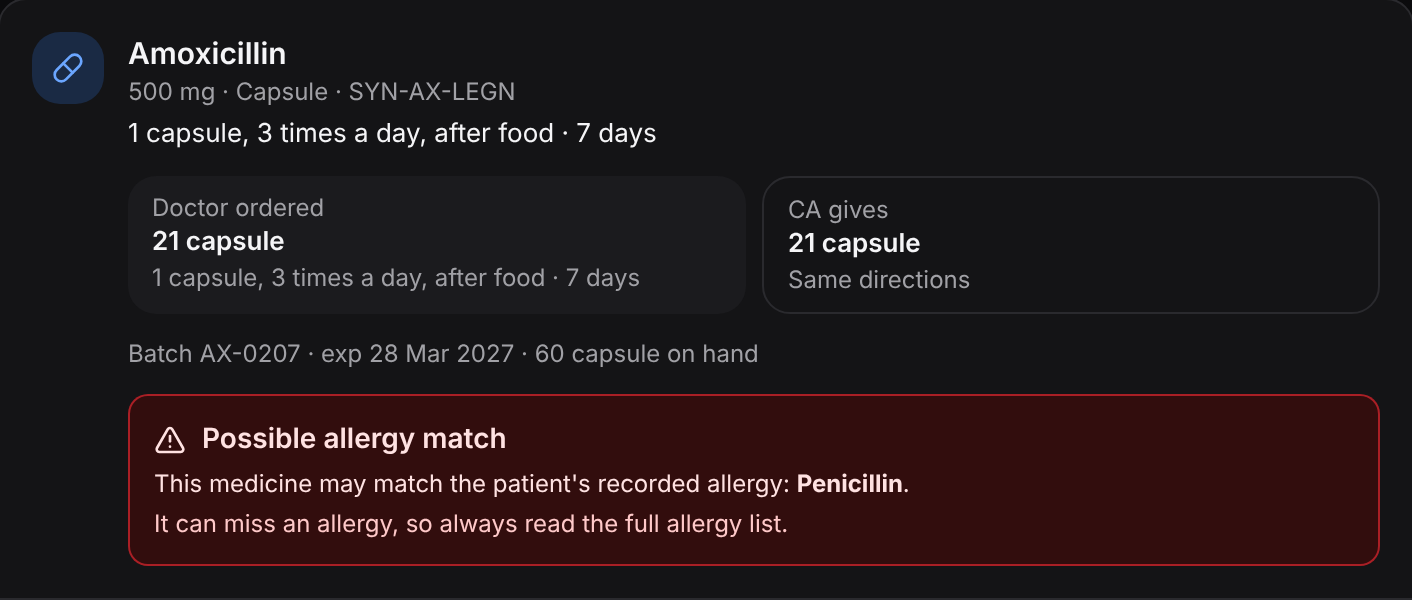 Amoxicillin
500 mg · Capsule · SYN-AX-LEGN
1 capsule, 3 times a day, after food · 7 days
Doctor ordered
21 capsule
1 capsule, 3 times a day, after food · 7 days
CA gives
21 capsule
Same directions
Batch AX-0207 · exp 28 Mar 2027 · 60 capsule on hand
Possible allergy match
This medicine may match the patient's recorded allergy: Penicillin.
It can miss an allergy, so always read the full allergy list.